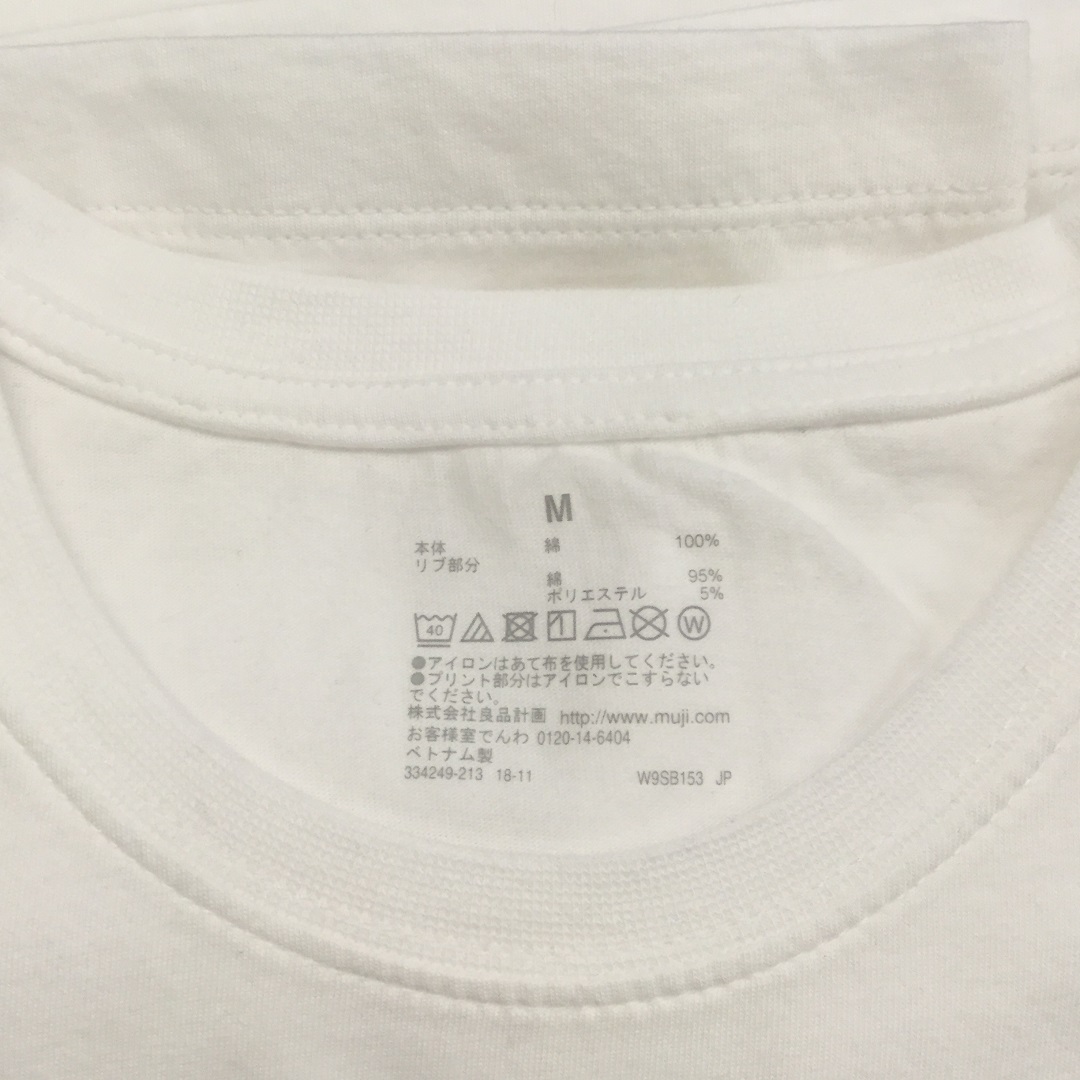 M
本体 綿 100%
リブ部分
綿 95%
ポリエステル 5%
40 W
●アイロンはあて布を使用してください。
●プリント部分はアイロンでこすらない
でください。
株式会社良品計画 http://www.muji.com
お客様室でんわ 0120-14-6404
ベトナム製
334249-213 18-11 W9SB153 JP